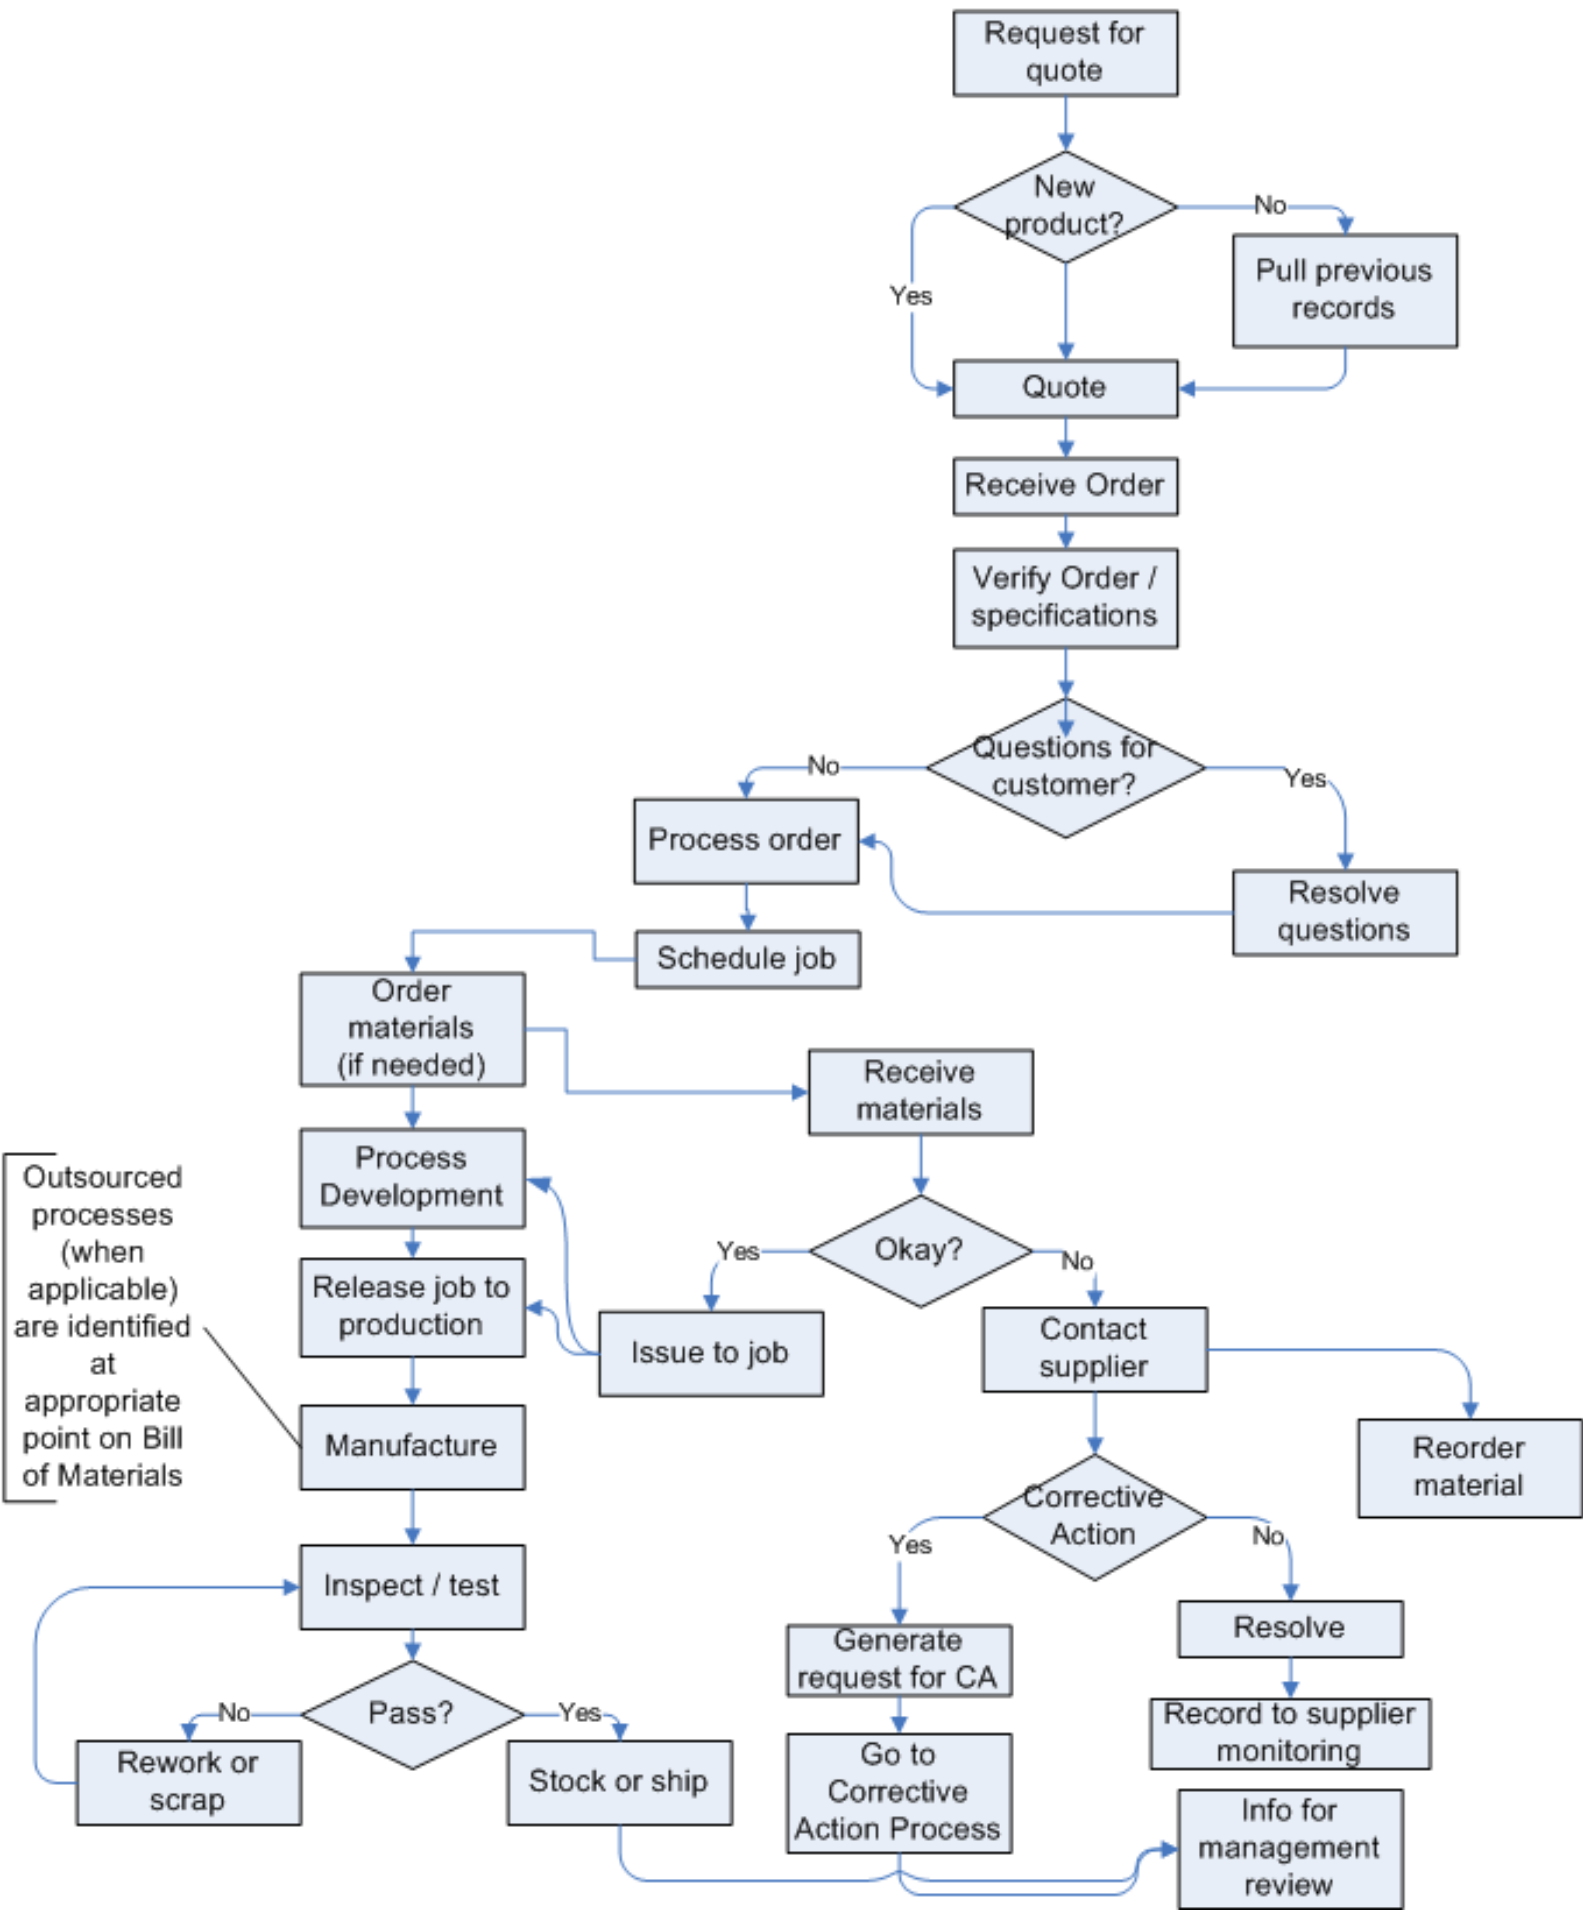 Request for
quote
New
product?
No
Yes
Pull previous
records
Quote
Receive Order
Verify Order /
specifications
Questions for
customer?
No
Yes
Process order
Resolve
questions
Schedule job
Order
materials
(if needed)
Receive
materials
Process
Development
Outsourced
processes
(when
applicable)
are identified
at
appropriate
point on Bill
of Materials
Okay?
Yes
No
Release job to
production
Issue to job
Contact
supplier
Manufacture
Reorder
material
Corrective
Action
Yes
No
Inspect / test
Generate
request for CA
Resolve
Pass?
No
Yes
Record to supplier
monitoring
Rework or
scrap
Stock or ship
Go to
Corrective
Action Process
Info for
management
review